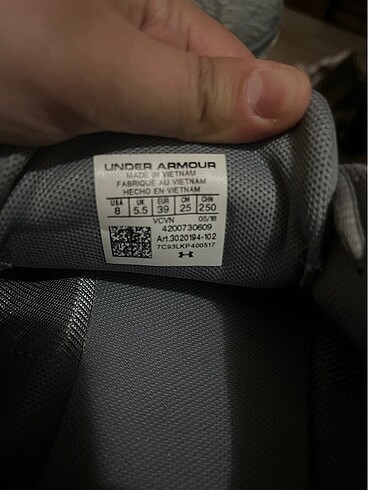 UNDER ARMOUR
MADE IN VIETNAM
FABRIQUÉ AU VIETNAM
HECHO EN VIETNAM
USA UK EUR CM CHN
8 5.5 39 25 250
VCVN 05/18
4200730609
Art.3020194-102
7C93LKP400517